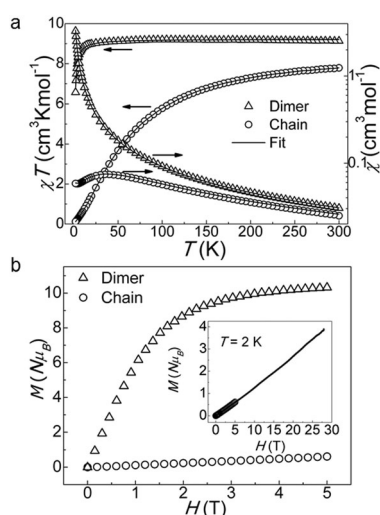 a
10
8
6
4
2
0
χT(cm³Kmol⁻¹)
0 50 100 150 200 250 300
T(K)
1
0.1
χ(cm³mol⁻¹)
Dimer
Chain
Fit
b
10
8
6
4
2
0
M(Nμ_B)
0 1 2 3 4 5
H(T)
Dimer
Chain
4
3
2
1
0
M(Nμ_B)
T = 2 K
0 5 10 15 20 25 30
H(T)